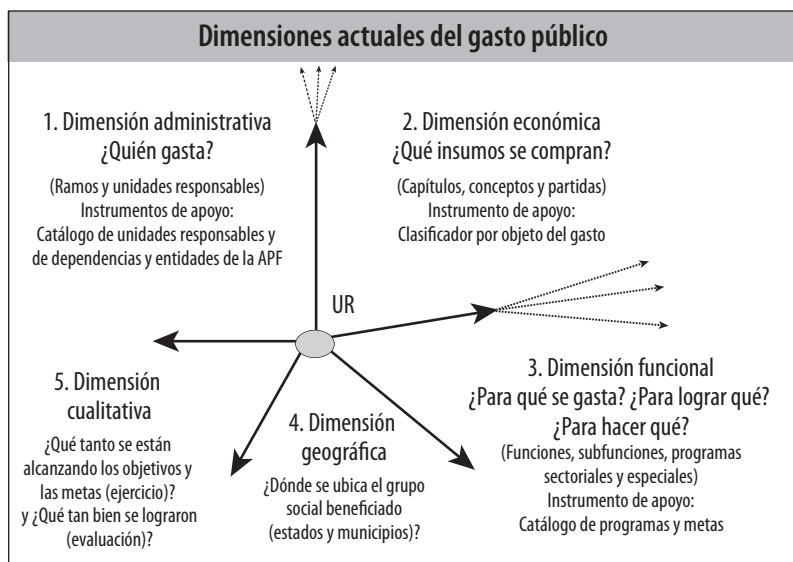 Dimensiones actuales del gasto público
1. Dimensión administrativa
¿Quién gasta?
(Ramos y unidades responsables)
Instrumentos de apoyo:
Catálogo de unidades responsables y
de dependencias y entidades de la APF
2. Dimensión económica
¿Qué insumos se compran?
(Capítulos, conceptos y partidas)
Instrumento de apoyo:
Clasificador por objeto del gasto
UR
3. Dimensión funcional
¿Para qué se gasta? ¿Para lograr qué?
¿Para hacer qué?
(Funciones, subfunciones, programas
sectoriales y especiales)
Instrumento de apoyo:
Catálogo de programas y metas
4. Dimensión
geográfica
¿Dónde se ubica el grupo
social beneficiado
(estados y municipios)?
5. Dimensión
cualitativa
¿Qué tanto se están
alcanzando los objetivos y
las metas (ejercicio)?
y ¿Qué tan bien se lograron
(evaluación)?